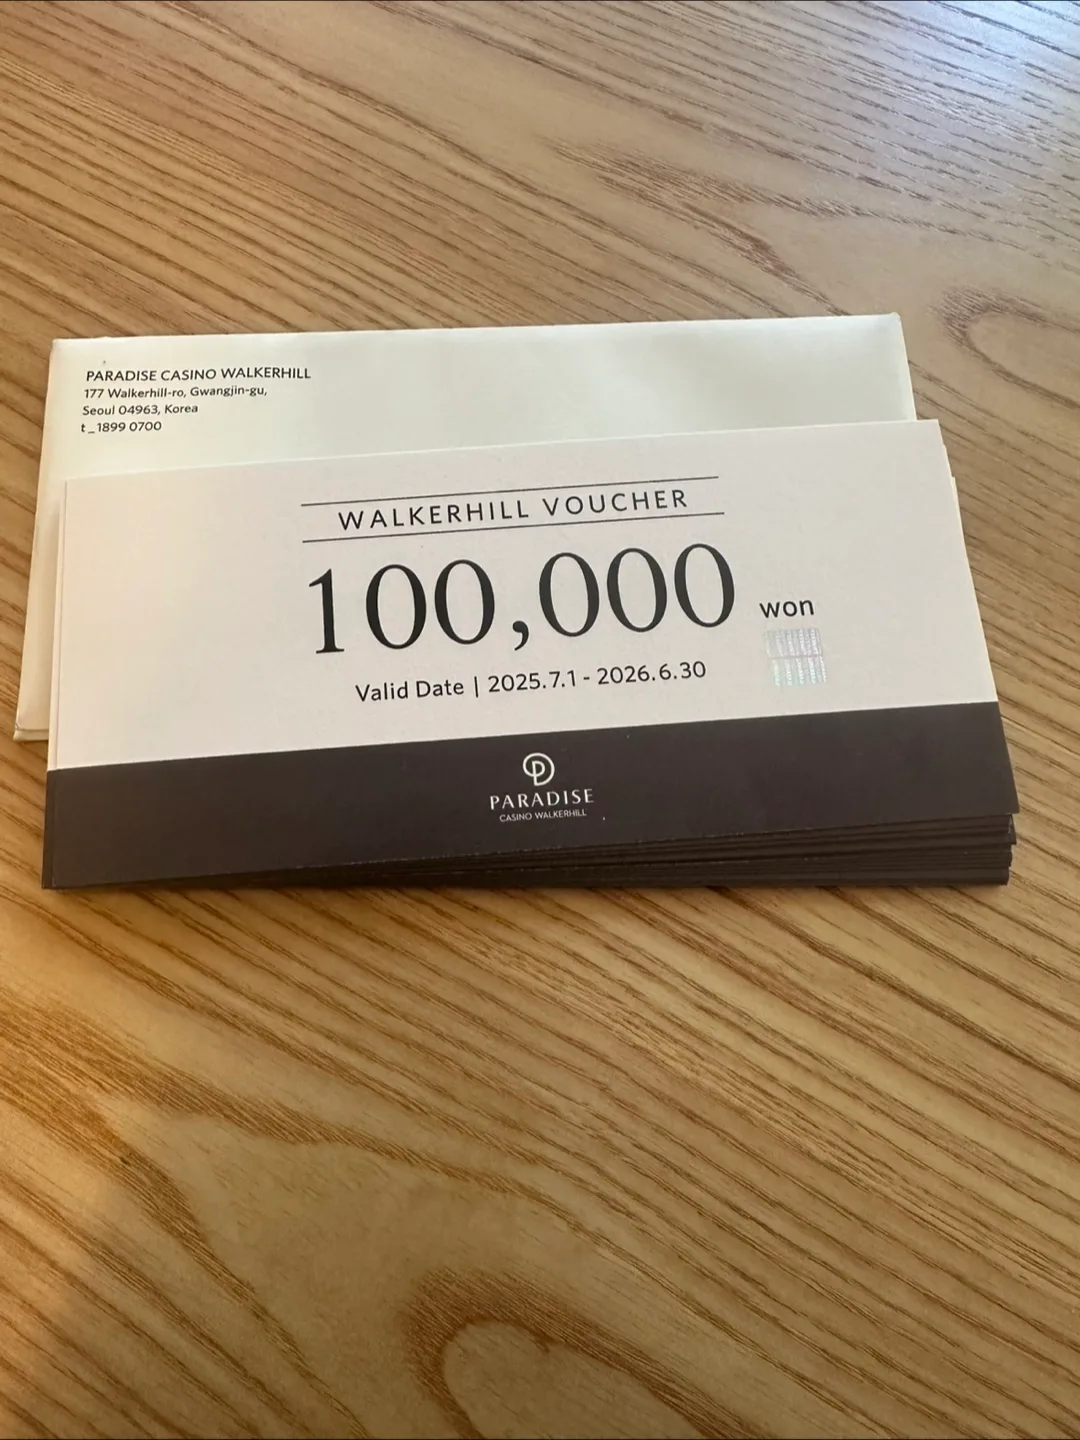 PARADISE CASINO WALKERHILL
177 Walkerhill-ro, Gwangjin-gu,
Seoul 04963, Korea
t_1899 0700
WALKERHILL VOUCHER
100,000 won
Valid Date | 2025.7.1 - 2026.6.30
PARADISE
CASINO WALKERHILL